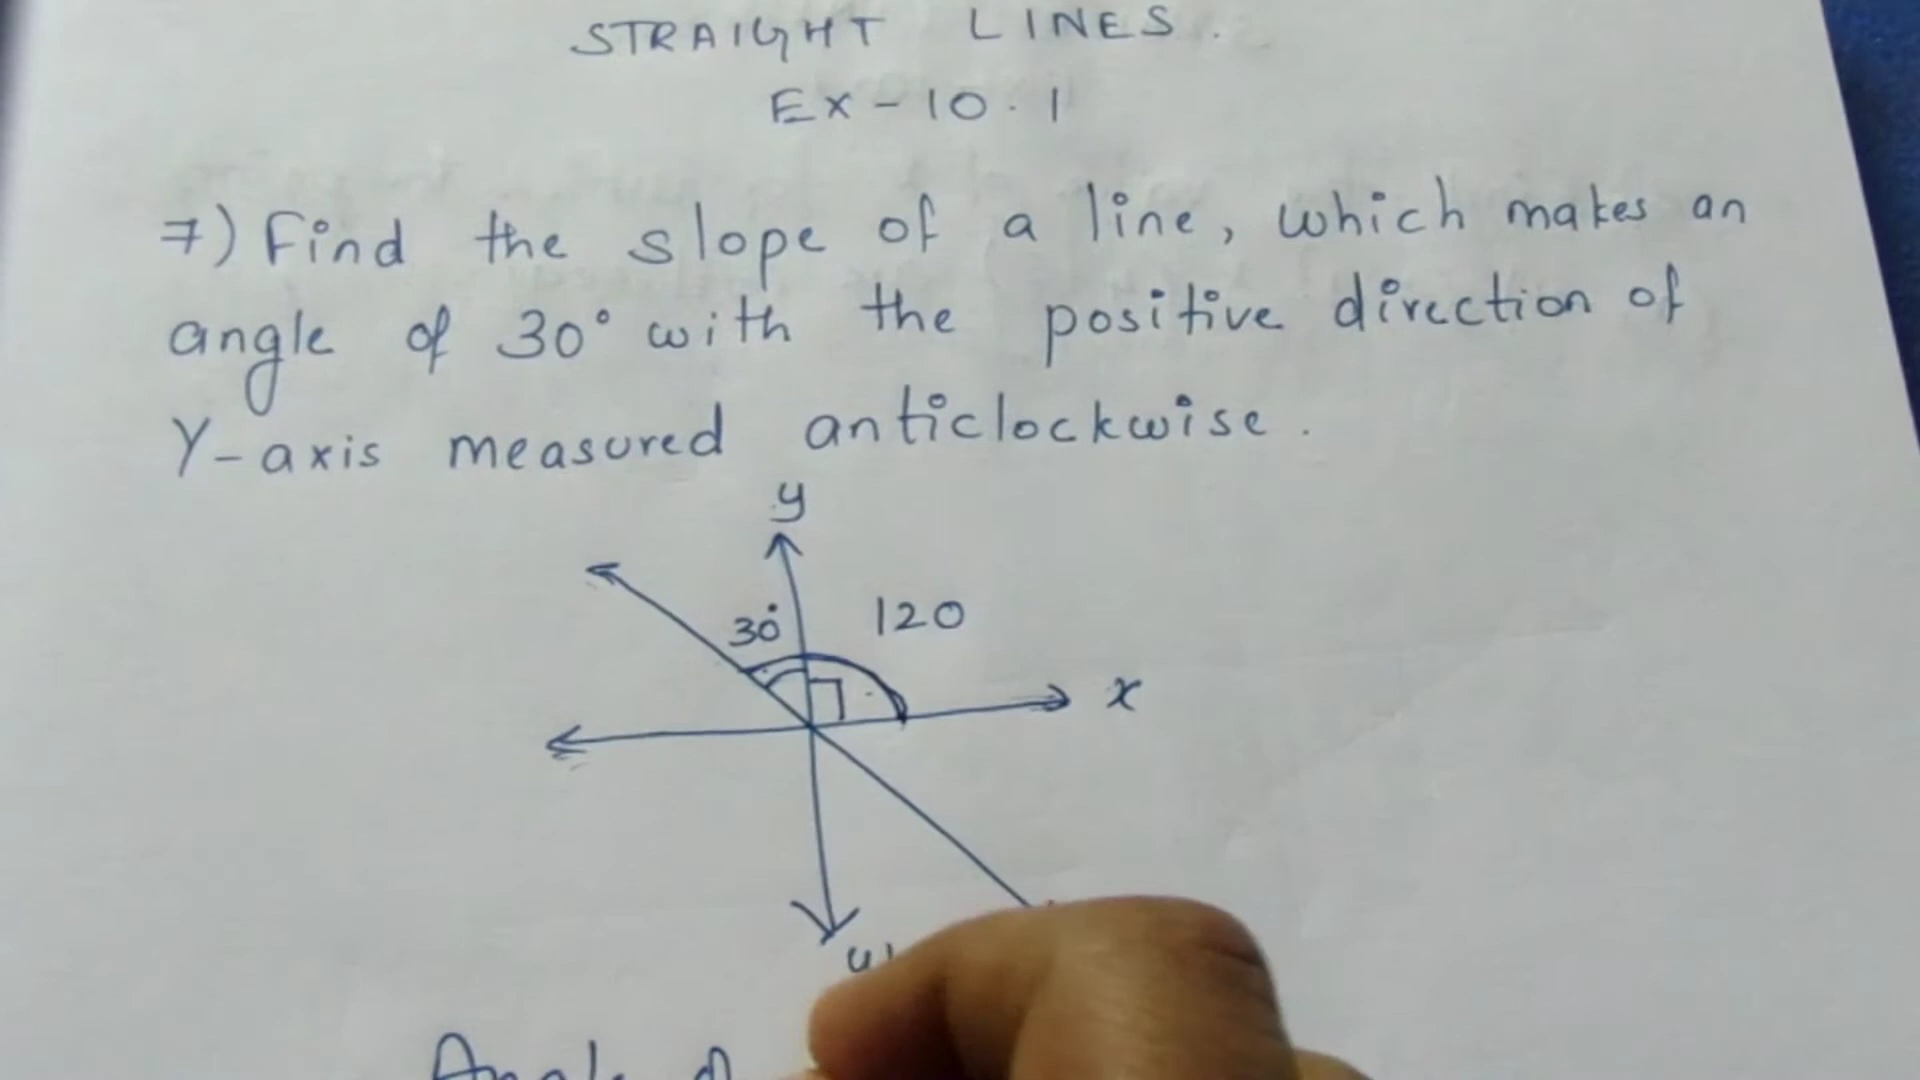 STRAIGHT LINES.
EX-10.1
7) Find the slope of a line, which makes an
angle of 30° with the positive direction of
Y-axis measured anticlockwise.
y
30° 120
x